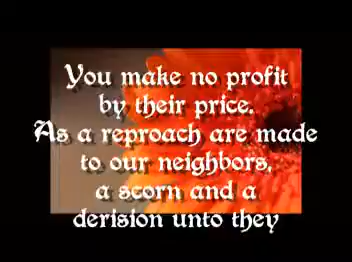 You make no profit
by their price.
As a reproach are made
to our neighbors,
a scorn and a
derision unto they